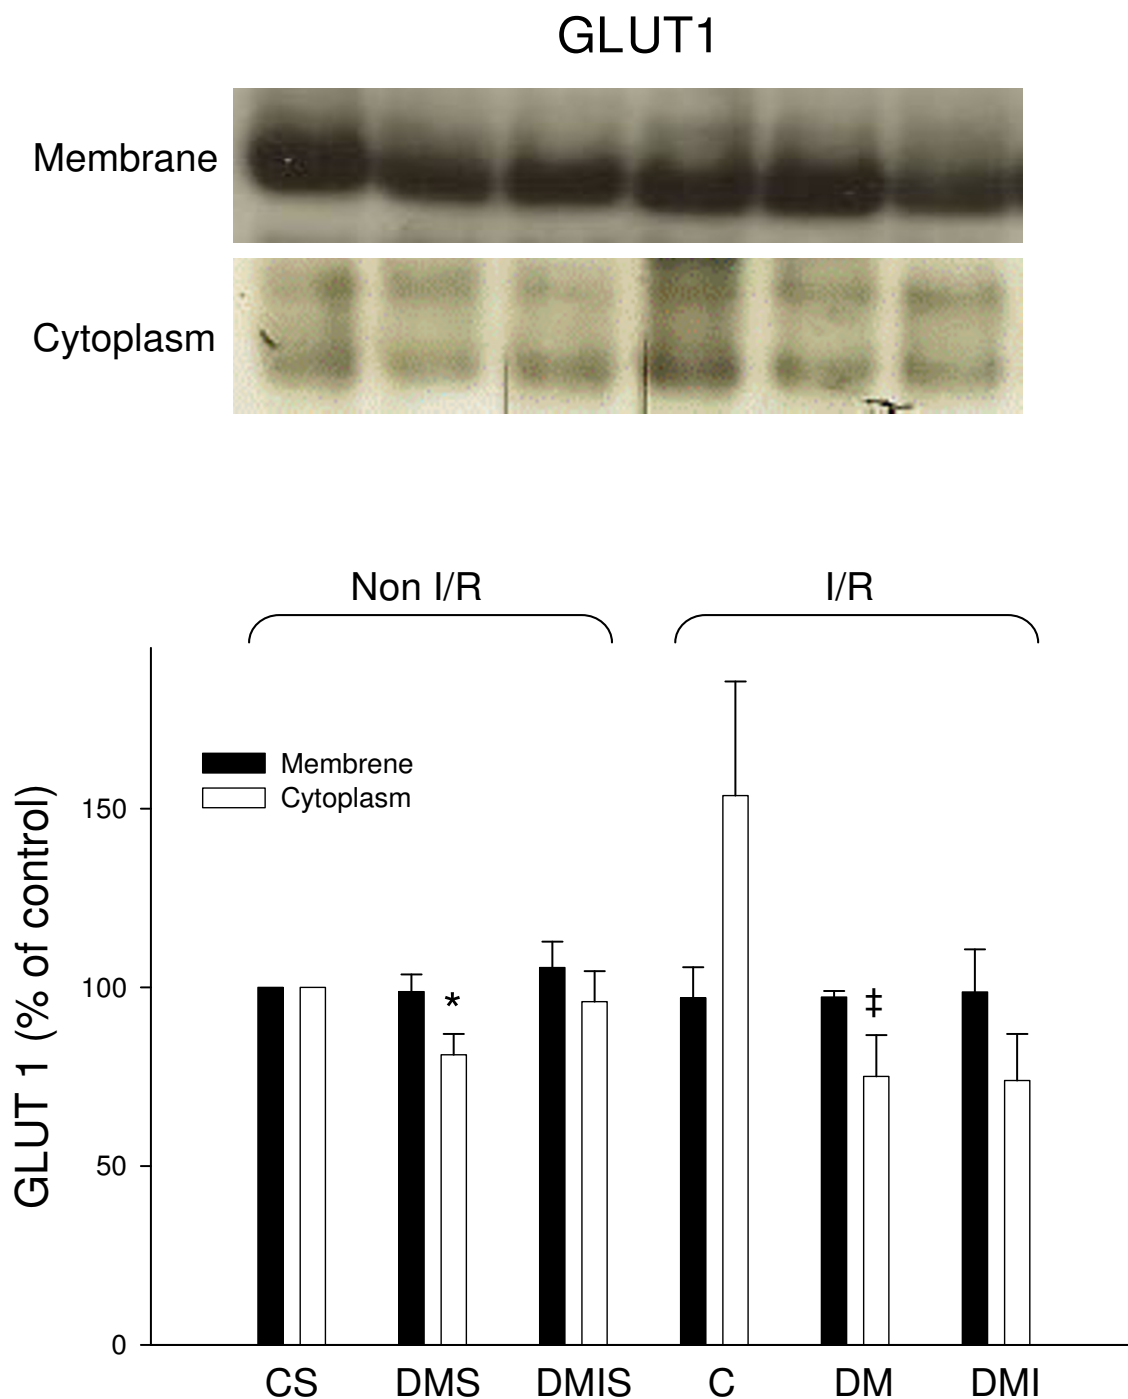 GLUT1
Membrane
Cytoplasm
Non I/R
I/R
Membrene
Cytoplasm
GLUT 1 (% of control)
150
100
50
0
*
‡
CS DMS DMIS C DM DMI